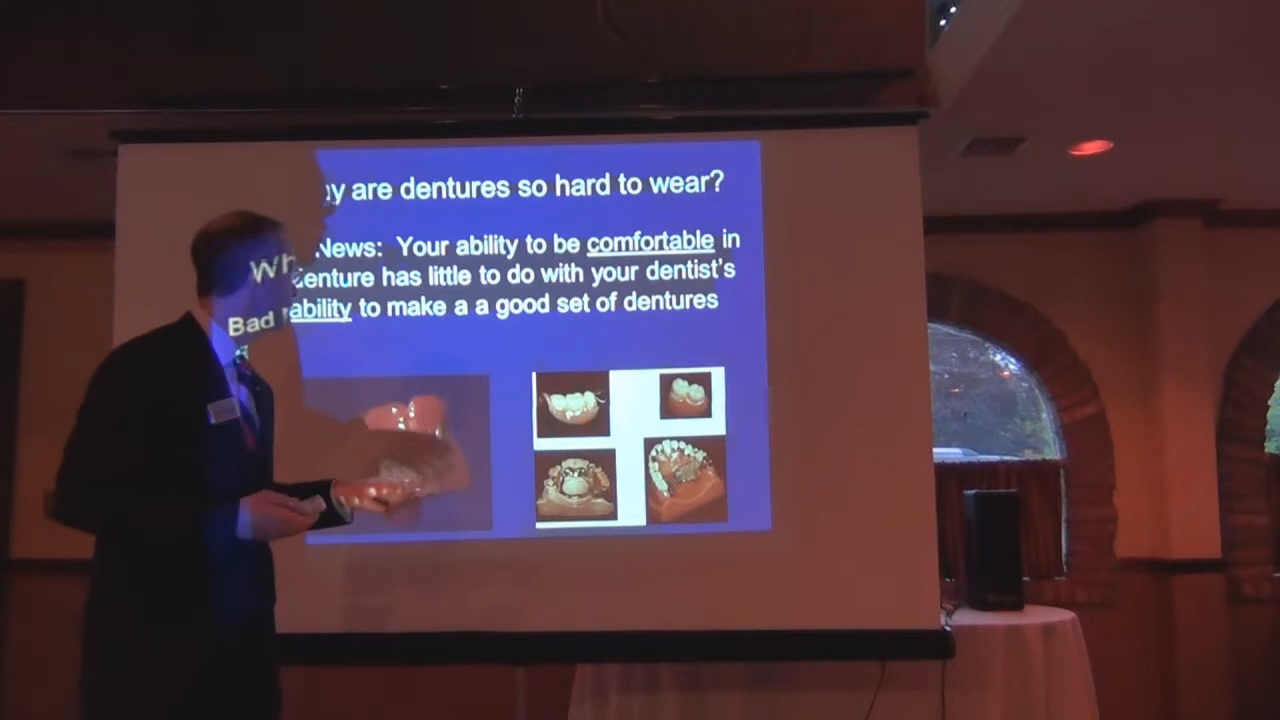 Why are dentures so hard to wear?
Bad News: Your ability to be comfortable in
denture has little to do with your dentist's
ability to make a a good set of dentures